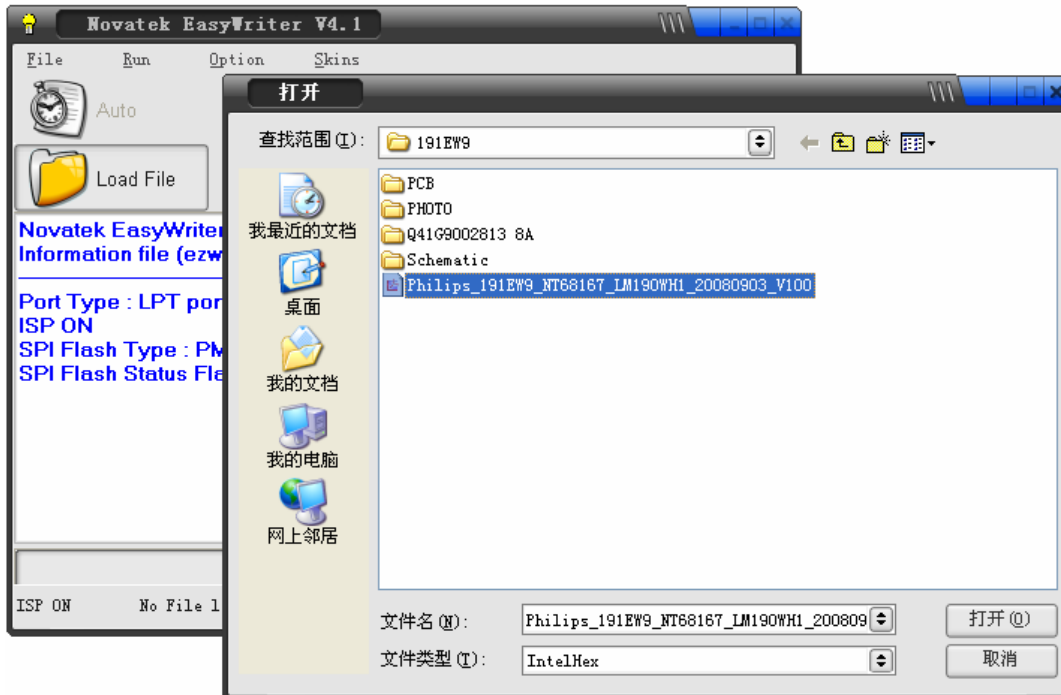 Novatek EasyWriter V4.1
File Run Option Skins
Auto
Load File
Novatek EasyWriter
Information file (ezw
Port Type : LPT por
ISP ON
SPI Flash Type : PM
SPI Flash Status Fla
ISP ON No File l
打开
查找范围(I): 191EW9
我最近的文档
桌面
我的文档
我的电脑
网上邻居
PCB
PHOTO
Q41G9002813 8A
Schematic
Philips_191EW9_NT68167_LM190WH1_20080903_V100
文件名(N): Philips_191EW9_NT68167_LM190WH1_200809 打开(O)
文件类型(T): IntelHex 取消